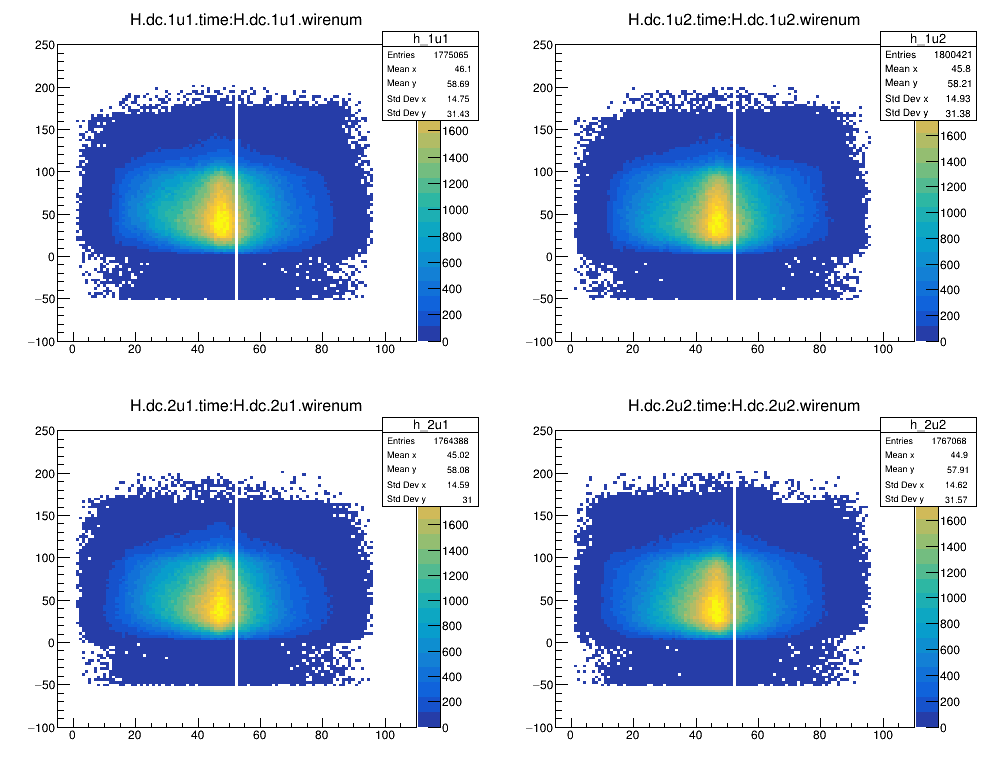 H.dc.1u1.time:H.dc.1u1.wirenum
h_1u1
Entries 1775065
Mean x 46.1
Mean y 58.69
Std Dev x 14.75
Std Dev y 31.43
250
200
150
100
50
0
−50
−100
0 20 40 60 80 100
1600
1400
1200
1000
800
600
400
200
0
H.dc.1u2.time:H.dc.1u2.wirenum
h_1u2
Entries 1800421
Mean x 45.8
Mean y 58.21
Std Dev x 14.93
Std Dev y 31.38
250
200
150
100
50
0
−50
−100
0 20 40 60 80 100
1600
1400
1200
1000
800
600
400
200
0
H.dc.2u1.time:H.dc.2u1.wirenum
h_2u1
Entries 1764388
Mean x 45.02
Mean y 58.08
Std Dev x 14.59
Std Dev y 31
250
200
150
100
50
0
−50
−100
0 20 40 60 80 100
1600
1400
1200
1000
800
600
400
200
0
H.dc.2u2.time:H.dc.2u2.wirenum
h_2u2
Entries 1767068
Mean x 44.9
Mean y 57.91
Std Dev x 14.62
Std Dev y 31.57
250
200
150
100
50
0
−50
−100
0 20 40 60 80 100
1600
1400
1200
1000
800
600
400
200
0